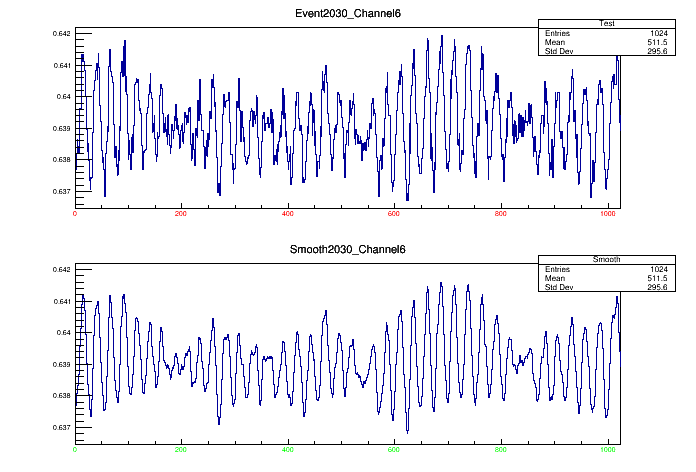 Event2030_Channel6
Test
Entries 1024
Mean 511.5
Std Dev 295.6
0.642
0.641
0.64
0.639
0.638
0.637
0 200 400 600 800 1000
Smooth2030_Channel6
Smooth
Entries 1024
Mean 511.5
Std Dev 295.6
0.642
0.641
0.64
0.639
0.638
0.637
0 200 400 600 800 1000